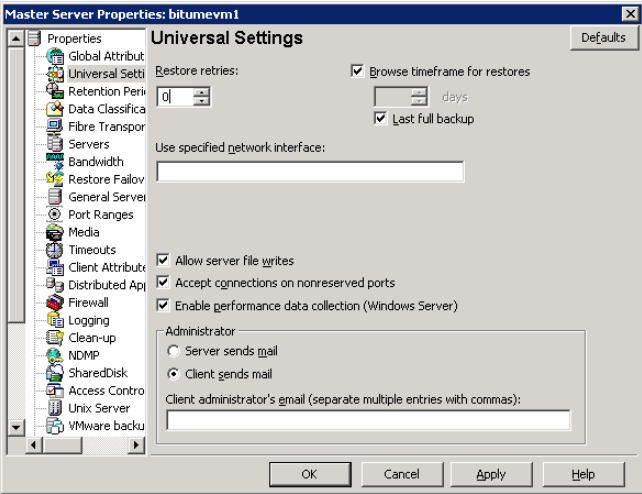 Master Server Properties: bitumevm1
Properties
Global Attribut
Universal Setti
Retention Peri
Data Classifica
Fibre Transpor
Servers
Bandwidth
Restore Failov
General Server
Port Ranges
Media
Timeouts
Client Attribute
Distributed App
Firewall
Logging
Clean-up
NDMP
SharedDisk
Access Contro
Unix Server
VMware backu
Universal Settings
Defaults
Restore retries:
0
Browse timeframe for restores
days
Last full backup
Use specified network interface:
Allow server file writes
Accept connections on nonreserved ports
Enable performance data collection (Windows Server)
Administrator
Server sends mail
Client sends mail
Client administrator's email (separate multiple entries with commas):
OK
Cancel
Apply
Help